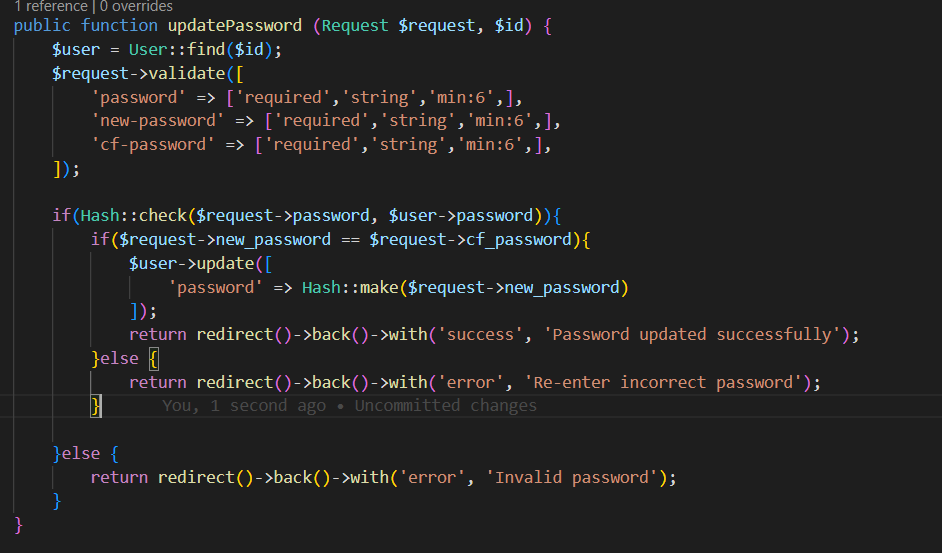 1 reference | 0 overrides
public function updatePassword (Request $request, $id) {
    $user = User::find($id);
    $request->validate([
        'password' => ['required','string','min:6',],
        'new-password' => ['required','string','min:6',],
        'cf-password' => ['required','string','min:6',],
    ]);
    if(Hash::check($request->password, $user->password)){
        if($request->new_password == $request->cf_password){
            $user->update([
                'password' => Hash::make($request->new_password)
            ]);
            return redirect()->back()->with('success', 'Password updated successfully');
        }else {
            return redirect()->back()->with('error', 'Re-enter incorrect password');
        }      You, 1 second ago • Uncommitted changes
    }else {
        return redirect()->back()->with('error', 'Invalid password');
    }
}